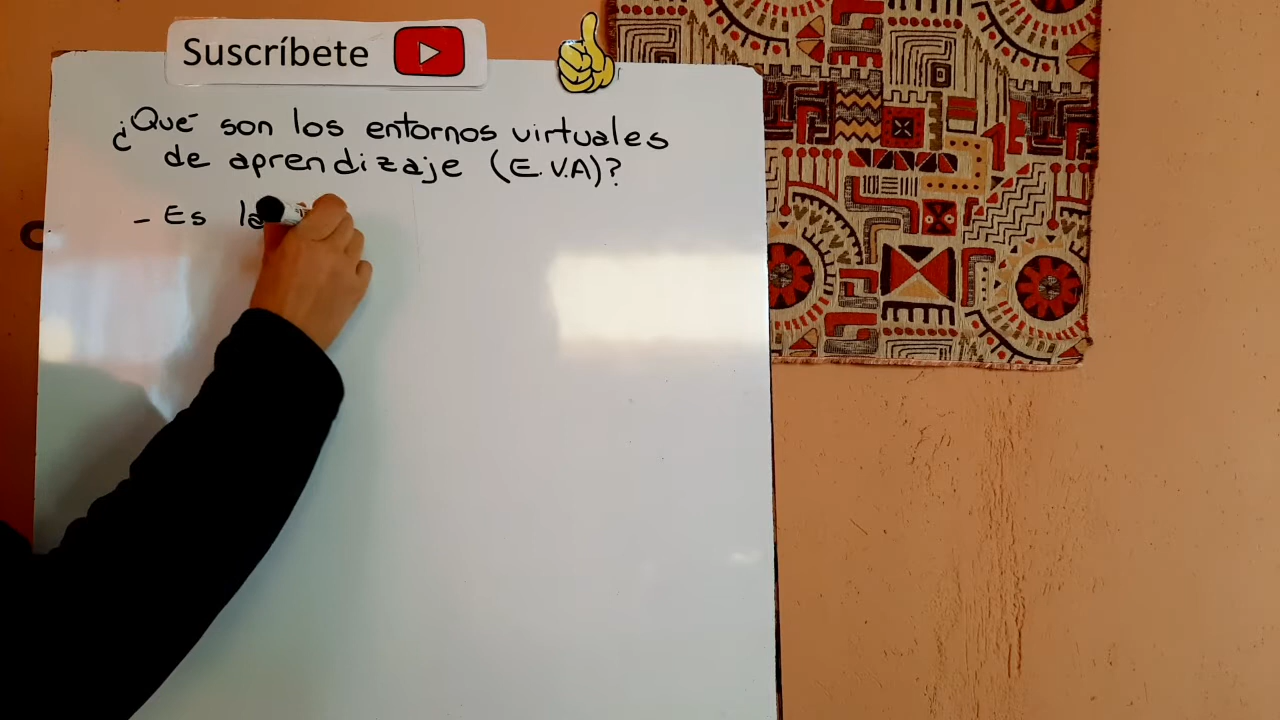 Suscríbete
¿Qué son los entornos virtuales
de aprendizaje (E.V.A)?
- Es la